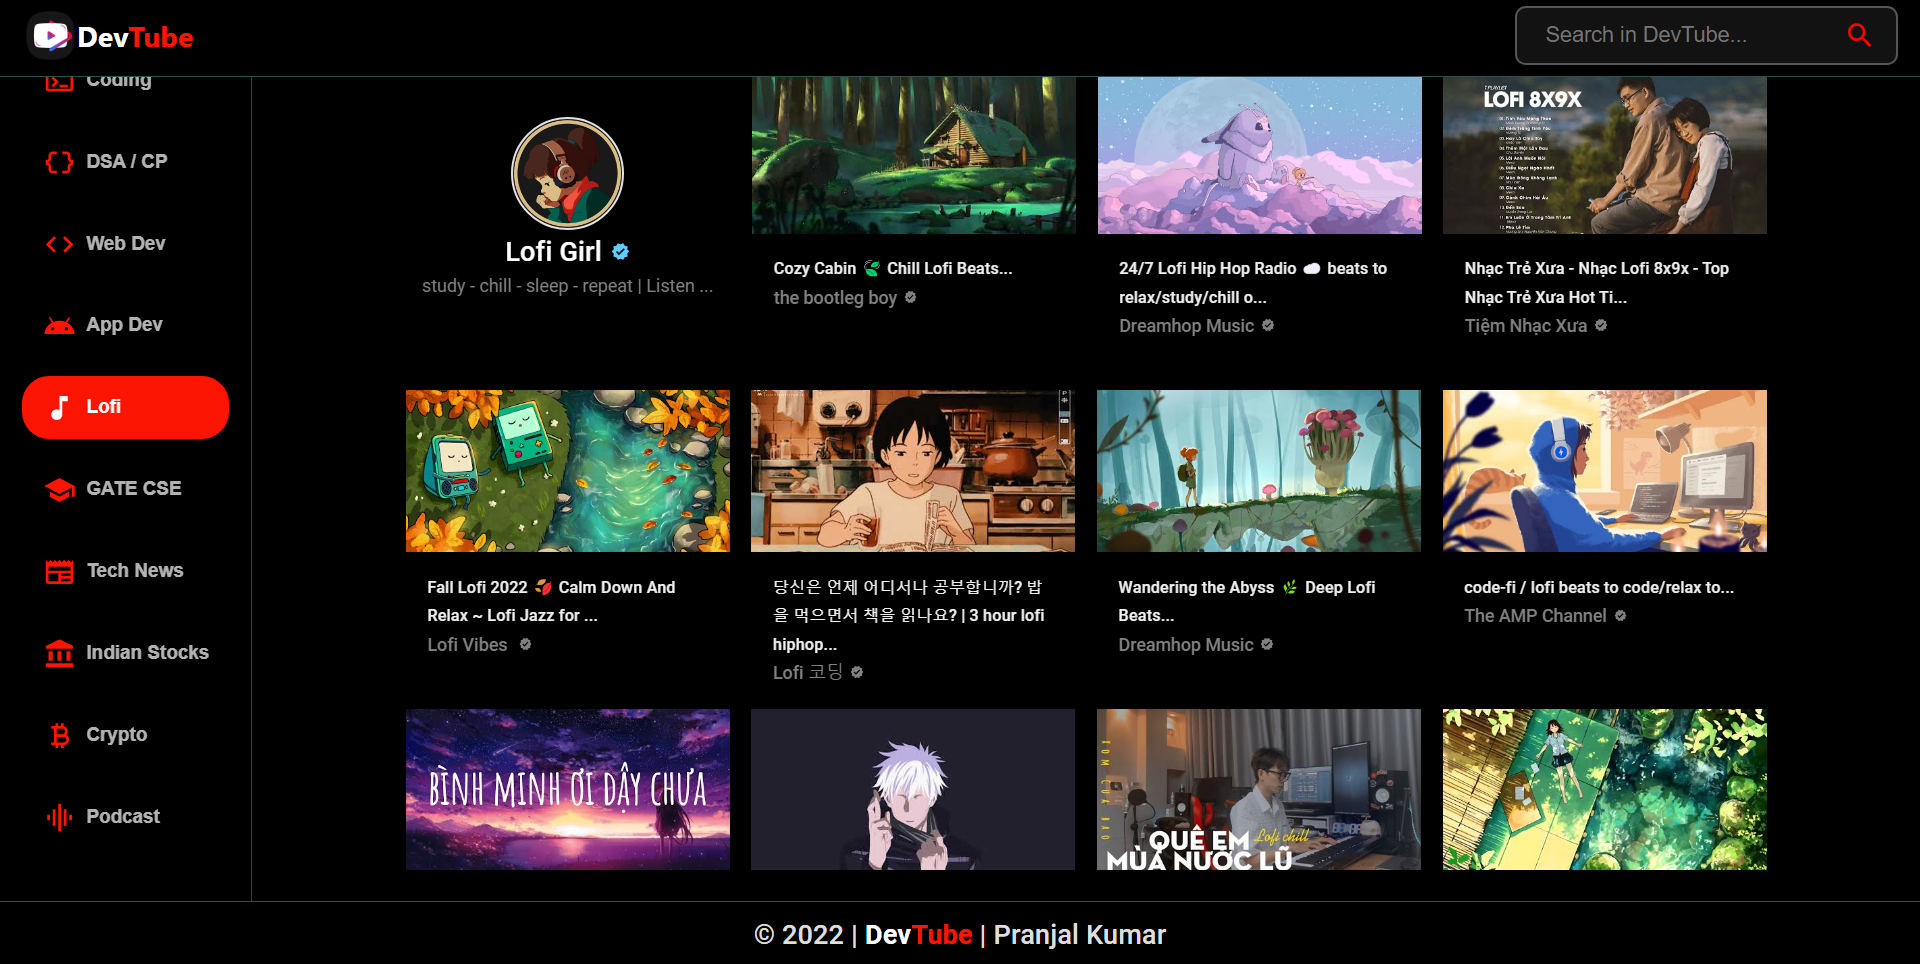 DevTube
Search in DevTube...
Coding
DSA / CP
Web Dev
App Dev
Lofi
GATE CSE
Tech News
Indian Stocks
Crypto
Podcast
Lofi Girl
study - chill - sleep - repeat | Listen ...
Cozy Cabin 🍃 Chill Lofi Beats...
the bootleg boy
24/7 Lofi Hip Hop Radio ☁️ beats to
relax/study/chill o...
Dreamhop Music
LOFI 8X9X
Nhạc Trẻ Xưa - Nhạc Lofi 8x9x - Top
Nhạc Trẻ Xưa Hot Ti...
Tiệm Nhạc Xưa
Fall Lofi 2022 🍂 Calm Down And
Relax ~ Lofi Jazz for ...
Lofi Vibes
당신은 언제 어디서나 공부합니까? 밥
을 먹으면서 책을 읽나요? | 3 hour lofi
hiphop...
Lofi 코딩
Wandering the Abyss 🌿 Deep Lofi
Beats...
Dreamhop Music
code-fi / lofi beats to code/relax to...
The AMP Channel
BÌNH MINH ƠI DẬY CHƯA
QUÊ EM Lofi chill
MÙA NƯỚC LŨ
© 2022 | DevTube | Pranjal Kumar